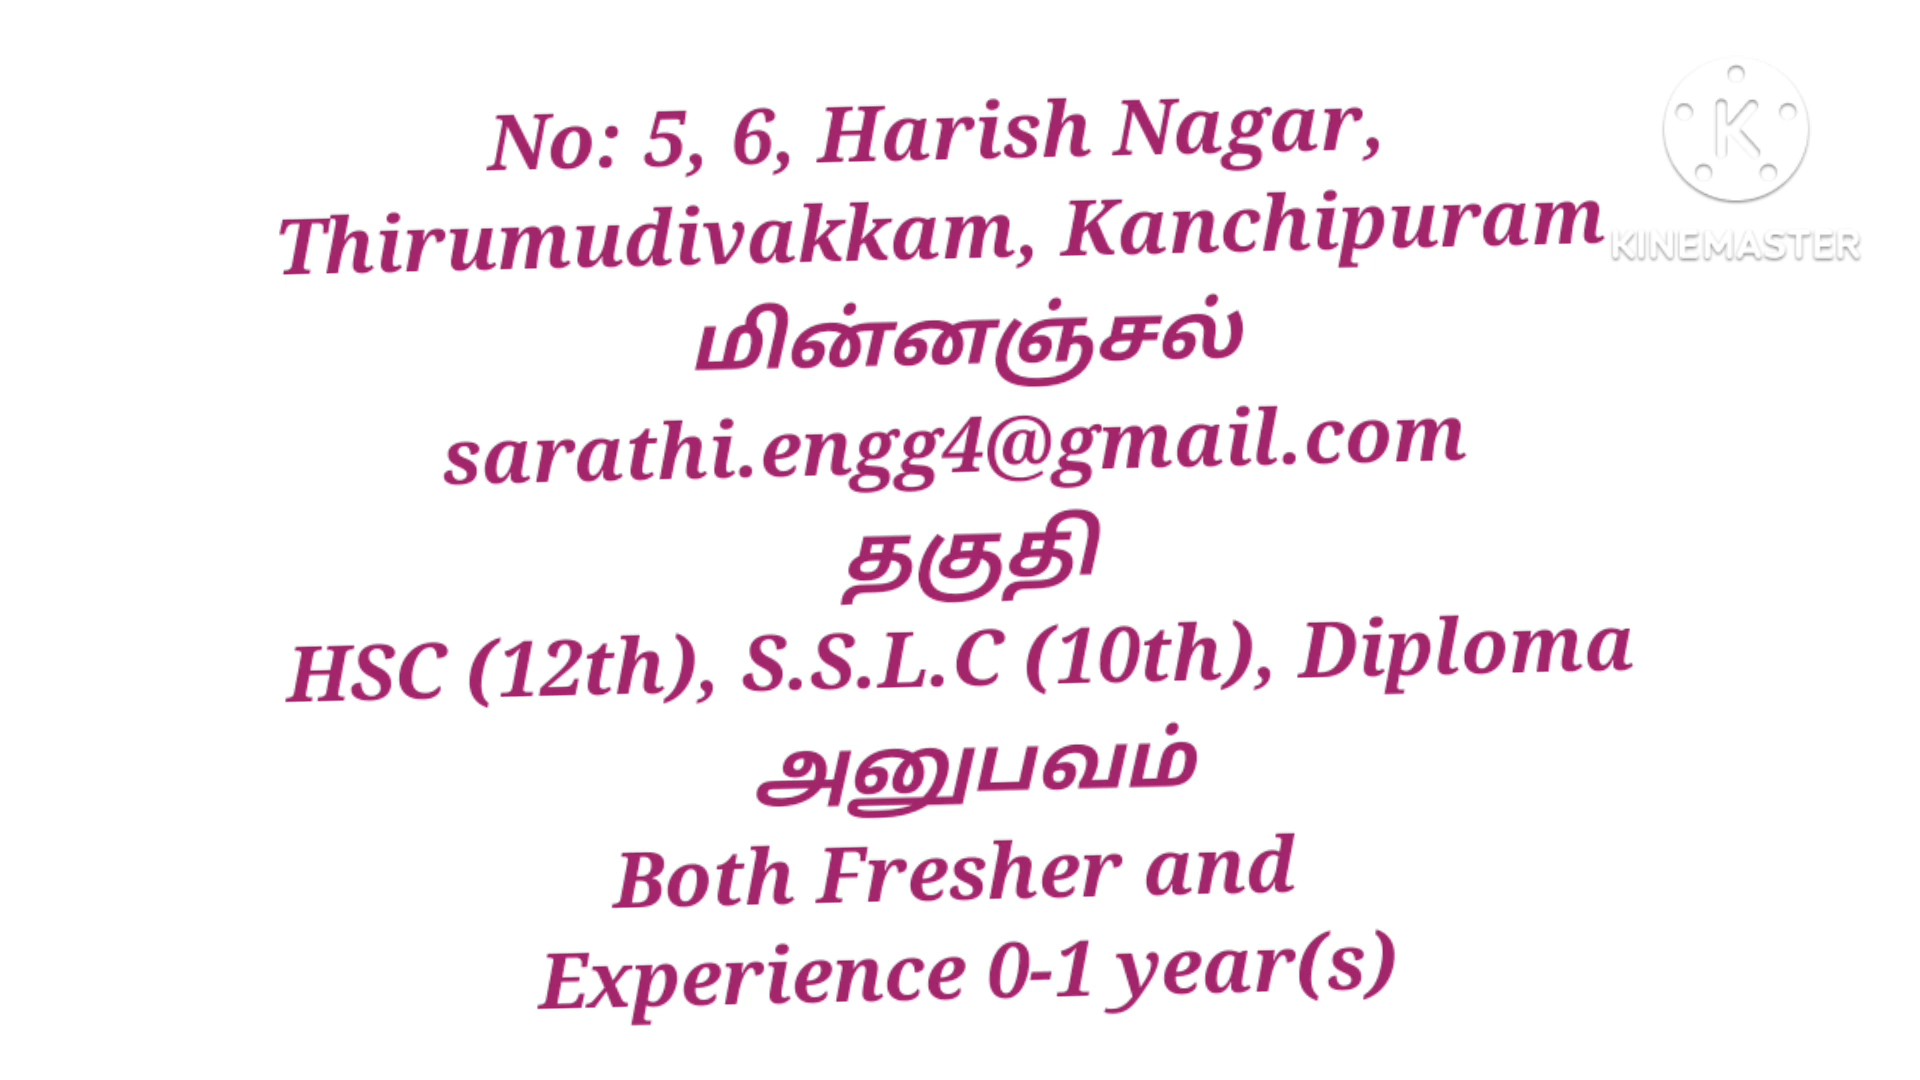 No: 5, 6, Harish Nagar,
Thirumudivakkam, Kanchipuram
மின்னஞ்சல்
sarathi.engg4@gmail.com
தகுதி
HSC (12th), S.S.L.C (10th), Diploma
அனுபவம்
Both Fresher and
Experience 0-1 year(s)
K
KINEMASTER